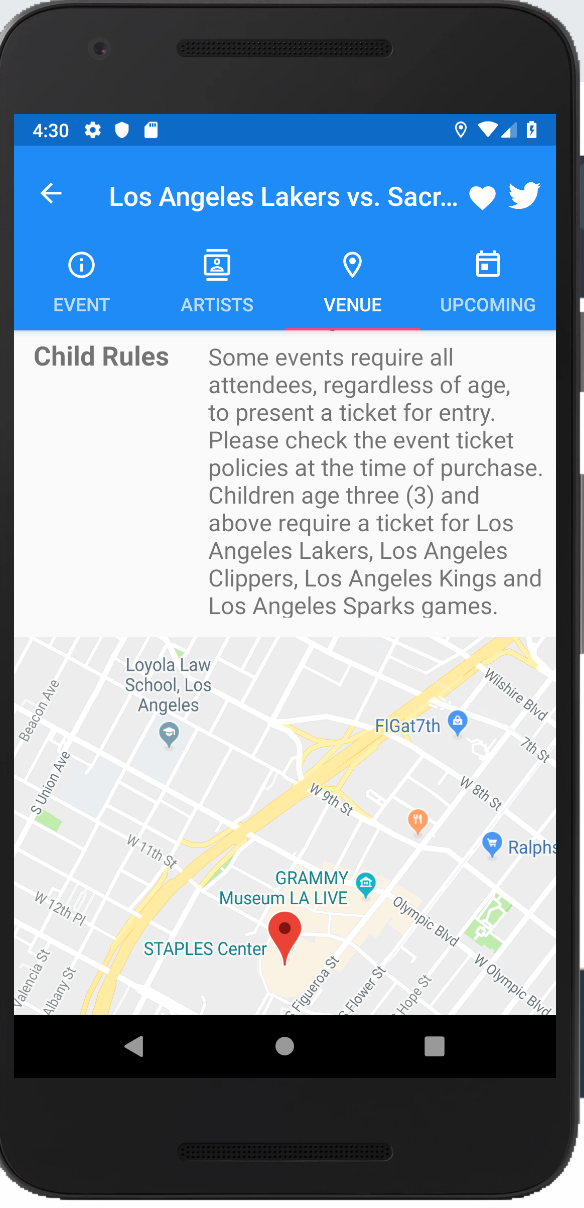 4:30
Los Angeles Lakers vs. Sacr...
EVENT
ARTISTS
VENUE
UPCOMING
Child Rules
Some events require all
attendees, regardless of age,
to present a ticket for entry.
Please check the event ticket
policies at the time of purchase.
Children age three (3) and
above require a ticket for Los
Angeles Lakers, Los Angeles
Clippers, Los Angeles Kings and
Los Angeles Sparks games.
Loyola Law
School, Los
Angeles
Beacon Ave
Wilshire Blvd
FIGat7th
7th St
S Union Ave
W 8th St
W 9th St
Ralphs
W 11th St
GRAMMY
Museum LA LIVE
W 12th Pl
Olympic Blvd
STAPLES Center
W Olympic Blvd
Valencia St
Albany St
S Figueroa St
S Flower St
Hope St